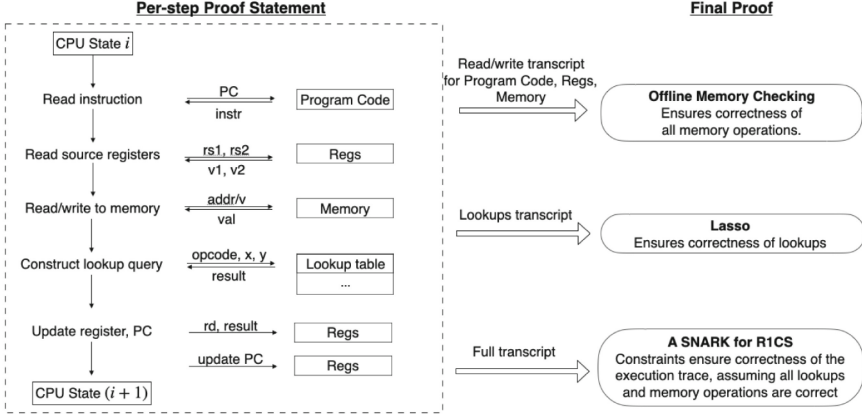 Per-step Proof Statement
Final Proof
CPU State i
Read instruction
PC
instr
Program Code
Read source registers
rs1, rs2
v1, v2
Regs
Read/write to memory
addr/v
val
Memory
Construct lookup query
opcode, x, y
result
Lookup table
...
Update register, PC
rd, result
Regs
update PC
Regs
CPU State (i + 1)
Read/write transcript
for Program Code, Regs,
Memory
Offline Memory Checking
Ensures correctness of
all memory operations.
Lookups transcript
Lasso
Ensures correctness of lookups
Full transcript
A SNARK for R1CS
Constraints ensure correctness of the
execution trace, assuming all lookups
and memory operations are correct